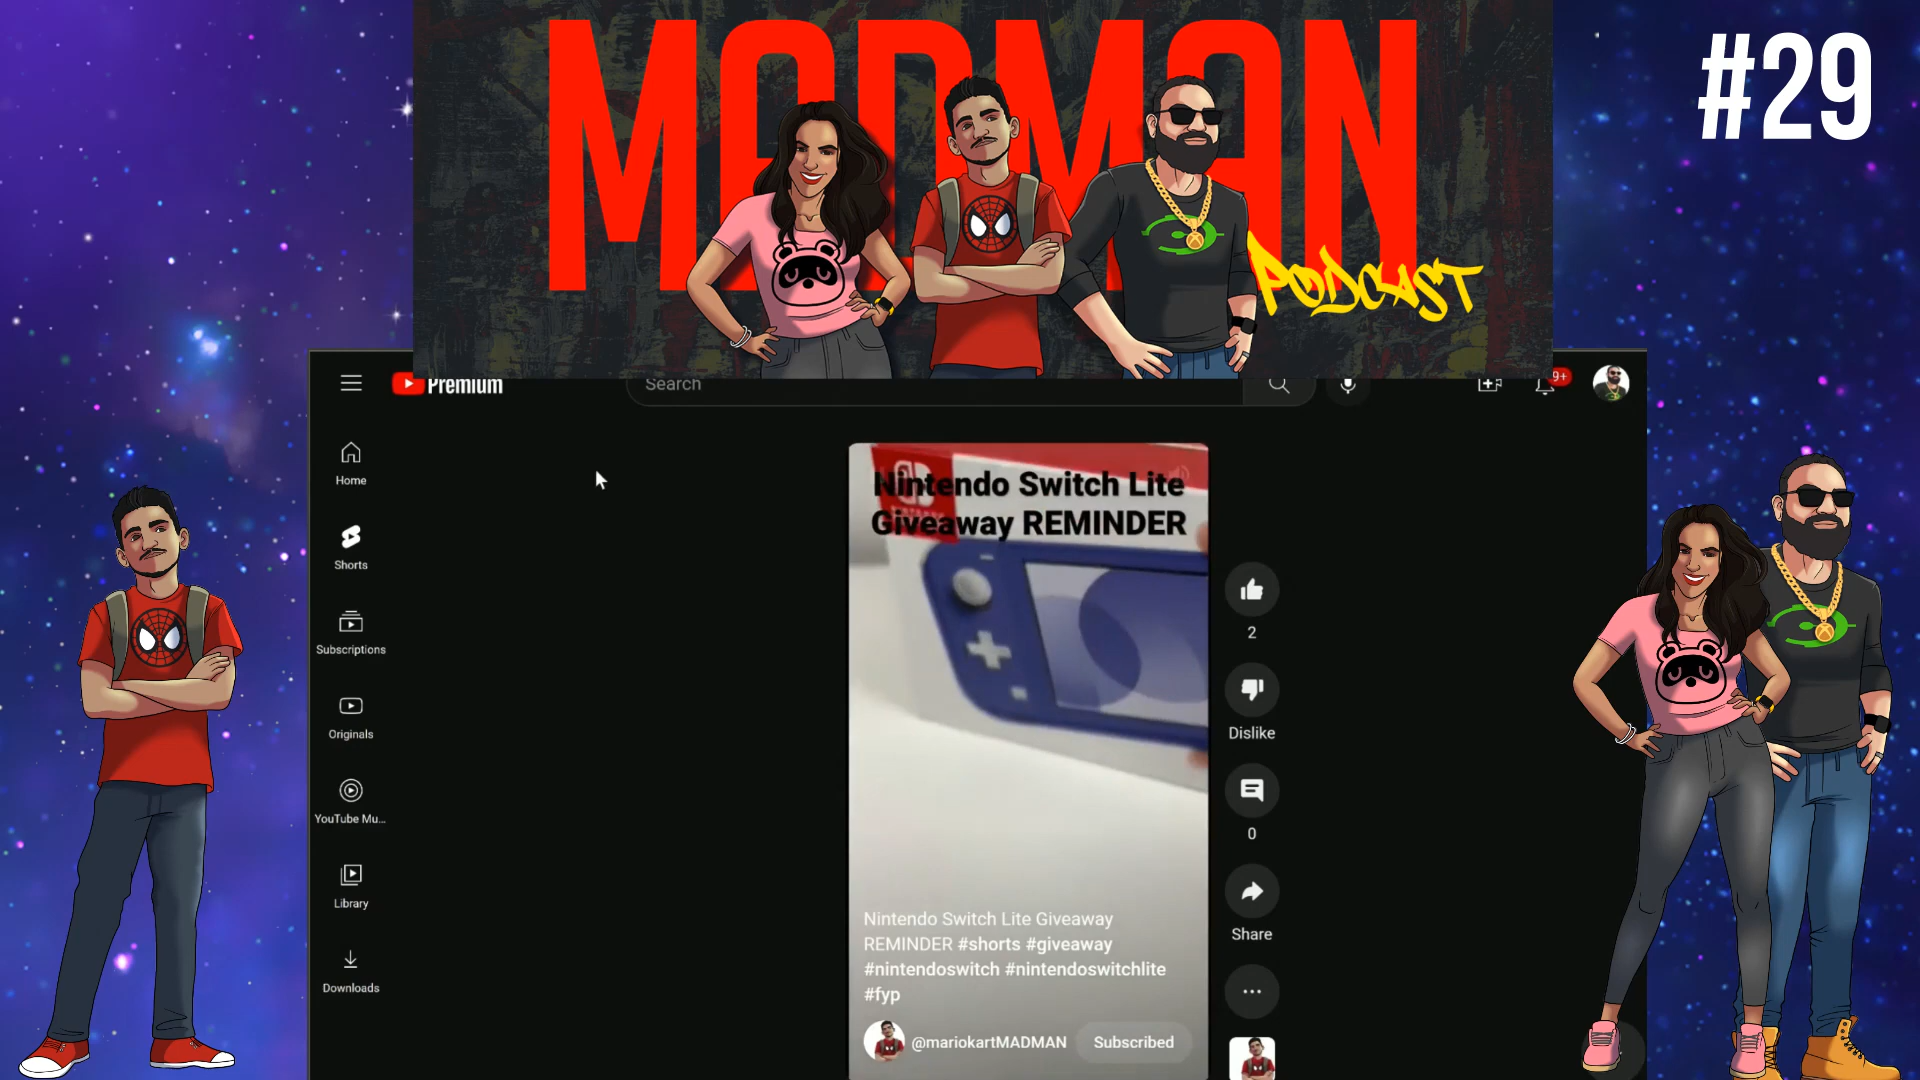 MADMAN
PODCAST
#29
Premium
Search
9+
Home
Shorts
Subscriptions
Originals
YouTube Mu...
Library
Downloads
Nintendo Switch Lite
Giveaway REMINDER
2
Dislike
0
Share
Nintendo Switch Lite Giveaway
REMINDER #shorts #giveaway
#nintendoswitch #nintendoswitchlite
#fyp
@mariokartMADMAN
Subscribed